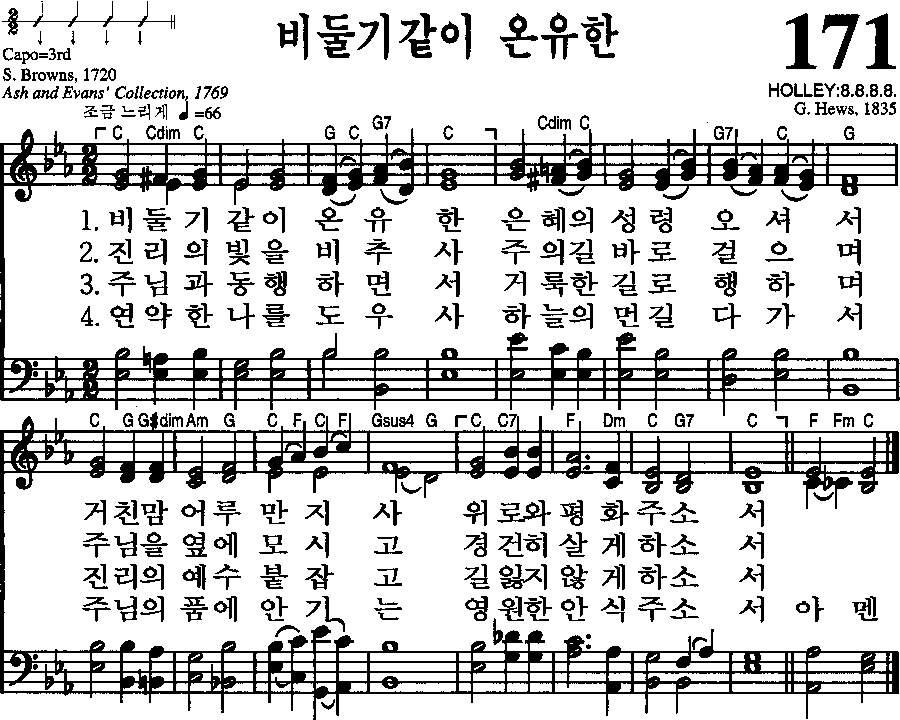 비둘기같이 온유한
171
Capo=3rd
S. Browns, 1720
Ash and Evans' Collection, 1769
조금 느리게 ♩=66
HOLLEY:8.8.8.8.
G. Hews, 1835
C Cdim C G C G7 C Cdim C G7 C G
1. 비 둘 기 같 이 온 유 한 은 혜의 성 령 오 셔 서
2. 진 리 의 빛 을 비 추 사 주 의길 바 로 걸 으 며
3. 주 님 과 동 행 하 면 서 거 룩한 길 로 행 하 며
4. 연 약 한 나 를 도 우 사 하 늘의 먼 길 다 가 서
C G G♯dim Am G C F C F Gsus4 G C C7 F Dm C G7 C F Fm C
거 친맘 어 루 만 지 사 위 로와 평 화 주 소 서
주 님을 옆 에 모 시 고 경 건히 살 게 하 소 서
진 리의 예 수 붙 잡 고 길 잃지 않 게 하 소 서
주 님의 품 에 안 기 는 영 원한 안 식 주 소 서 아 멘